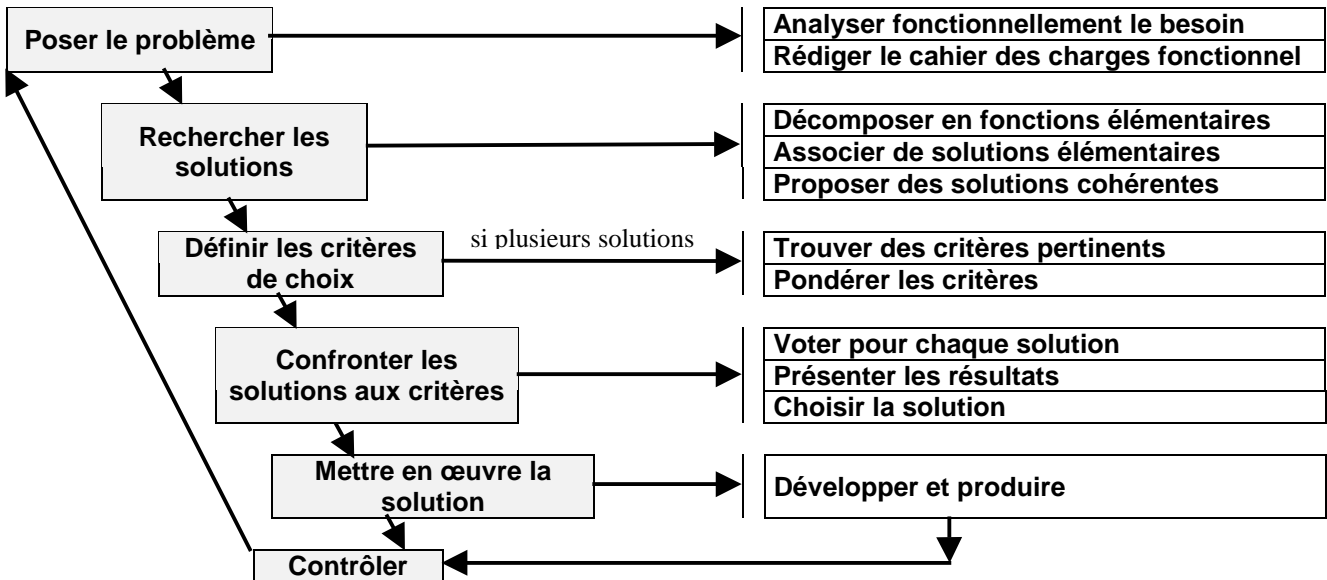 Poser le problème
Analyser fonctionnellement le besoin
Rédiger le cahier des charges fonctionnel
Rechercher les
solutions
Décomposer en fonctions élémentaires
Associer de solutions élémentaires
Proposer des solutions cohérentes
Définir les critères
de choix
si plusieurs solutions
Trouver des critères pertinents
Pondérer les critères
Confronter les
solutions aux critères
Voter pour chaque solution
Présenter les résultats
Choisir la solution
Mettre en œuvre la
solution
Développer et produire
Contrôler